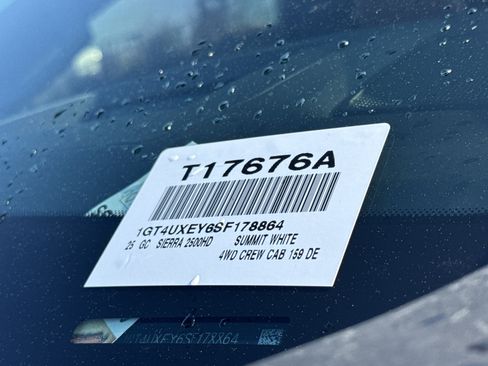 T17676A
1GT4UXEY6SF178864
25 GC SIERRA 2500HD SUMMIT WHITE
4WD CREW CAB 159 DE